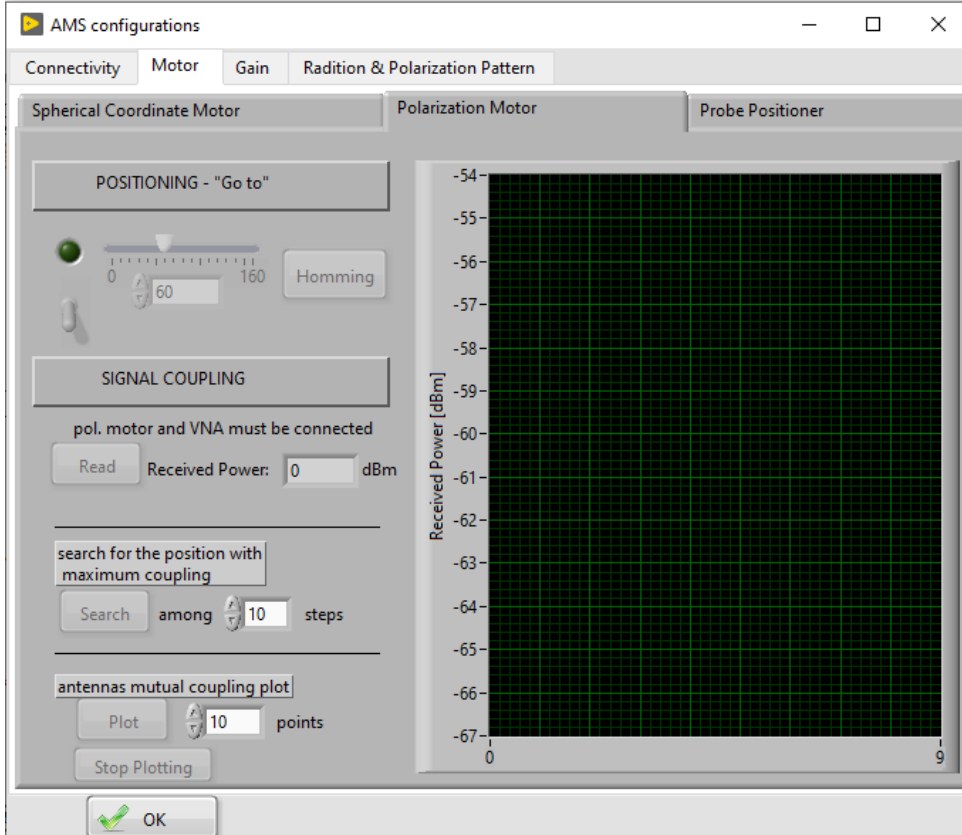 AMS configurations
Connectivity
Motor
Gain
Radition & Polarization Pattern
Spherical Coordinate Motor
Polarization Motor
Probe Positioner
POSITIONING - "Go to"
0
160
60
Homming
SIGNAL COUPLING
pol. motor and VNA must be connected
Read
Received Power:
0
dBm
search for the position with
maximum coupling
Search
among
10
steps
antennas mutual coupling plot
Plot
10
points
Stop Plotting
OK
Received Power [dBm]
-54
-55
-56
-57
-58
-59
-60
-61
-62
-63
-64
-65
-66
-67
0
9